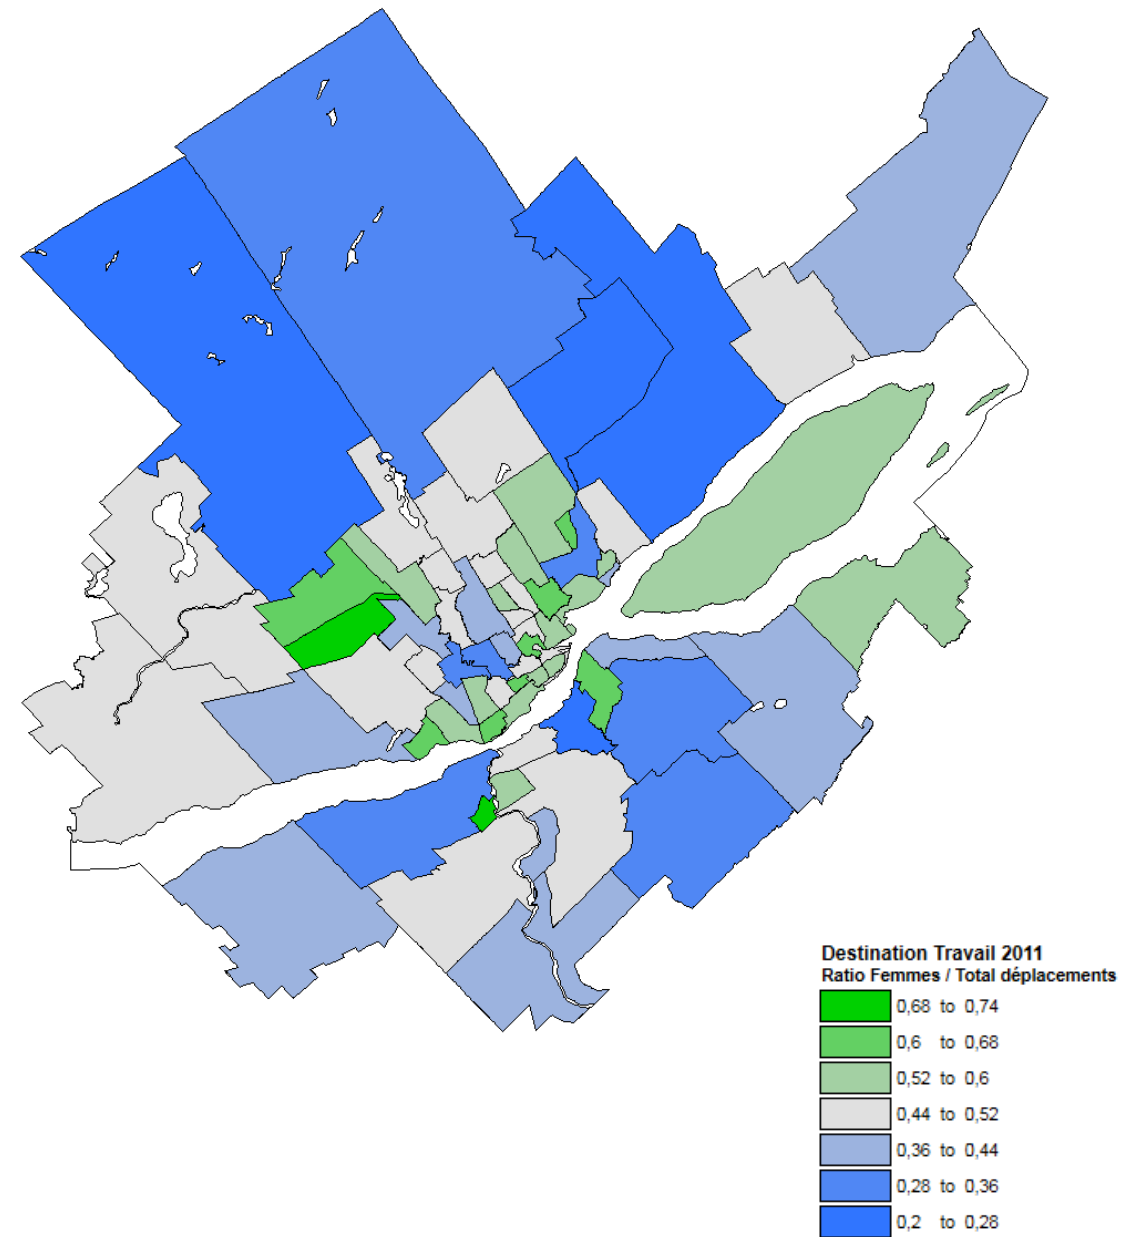 Destination Travail 2011
Ratio Femmes / Total déplacements
0,68 to 0,74
0,6 to 0,68
0,52 to 0,6
0,44 to 0,52
0,36 to 0,44
0,28 to 0,36
0,2 to 0,28